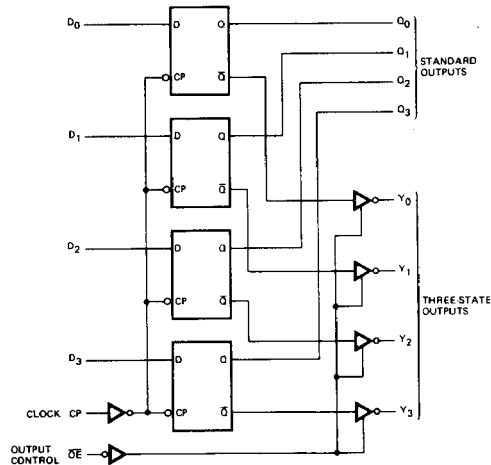 D0 D Q Q0
CP Q̅
Q1
STANDARD
OUTPUTS
Q2
Q3
D1 D Q
CP Q̅
Y0
D2 D Q
CP Q̅
Y1
THREE-STATE
OUTPUTS
Y2
D3 D Q
CLOCK CP CP Q̅ Y3
OUTPUT
CONTROL O̅E̅